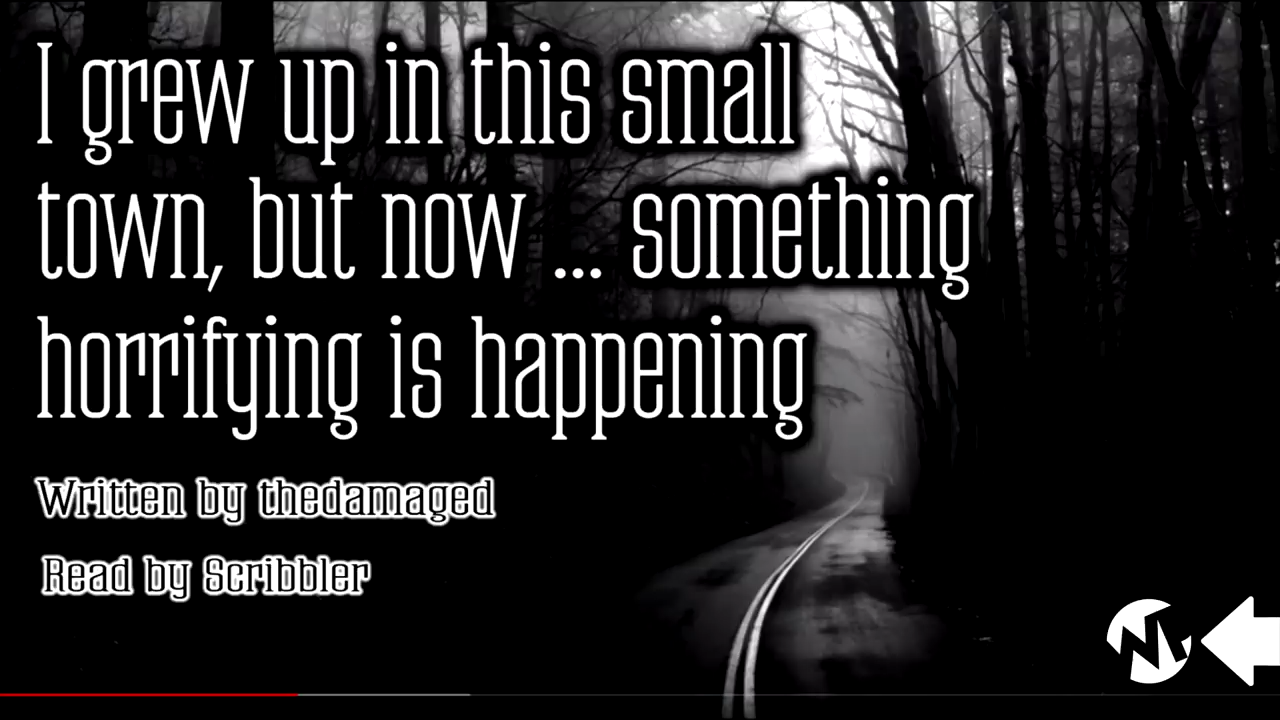 I grew up in this small
town, but now ... something
horrifying is happening
Written by thedamaged
Read by Scribbler